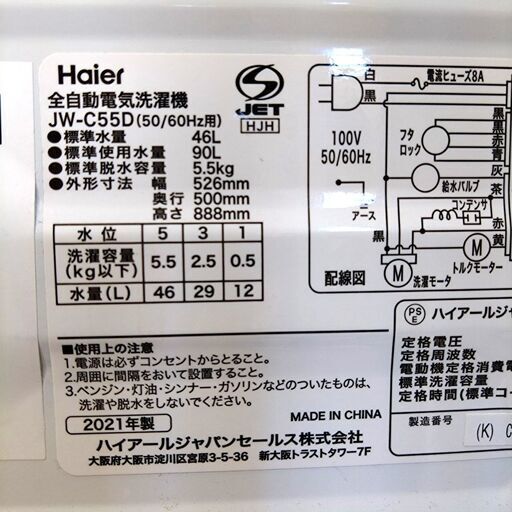 Haier
全自動電気洗濯機
JW-C55D(50/60Hz用)
●標準水量 46L
●標準使用水量 90L
●標準脱水容量 5.5kg
●外形寸法 幅 526mm
奥行 500mm
高さ 888mm
水位 5 3 1
洗濯容量(kg以下) 5.5 2.5 0.5
水量(L) 46 29 12
S
JET
HJH
白
黒
電流ヒューズ8A
100V
50/60Hz
フタロック
黒
黒
赤
青
灰
給水バルブ
茶
コンデンサ
アース
黒
赤
黄
M
洗濯モータ
M
トルクモーター
配線図
■使用上の注意
1.電源は必ずコンセントからとること。
2.周囲に間隔をおいて設置すること。
3.ベンジン・灯油・シンナー・ガソリンなどのついたものは、
洗濯や脱水をしないでください。
2021年製
MADE IN CHINA
ハイアールジャパンセールス株式会社
大阪府大阪市淀川区宮原3-5-36 新大阪トラストタワー7F
PSE ハイアールジャ
定格電圧
定格周波数
電動機定格消費電
標準洗濯容量
定格時間(標準コー
製造番号
(K)